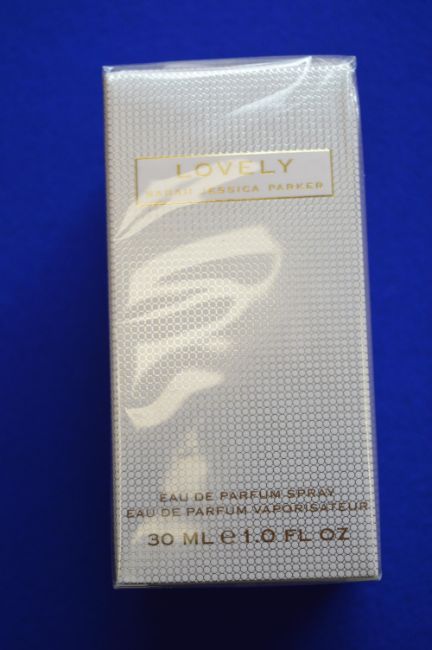 LOVELY
SARAH JESSICA PARKER
EAU DE PARFUM SPRAY
EAU DE PARFUM VAPORISATEUR
30 ML ℮ 1.0 FL OZ